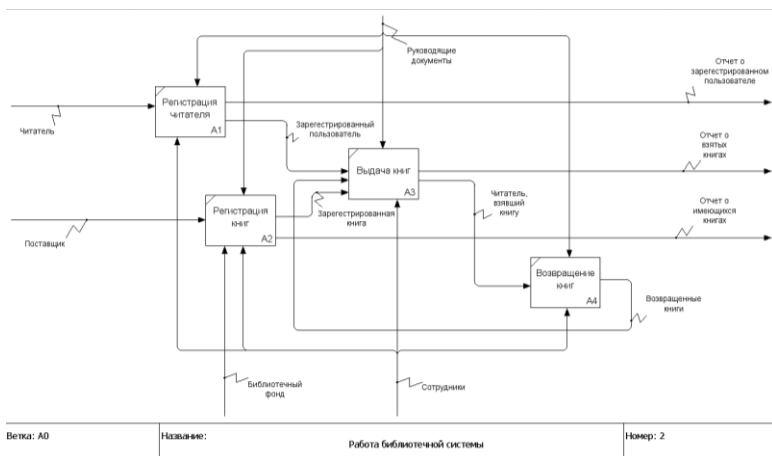 Руководящие
документы
Отчет о
зарегестрированном
пользователе
Регистрация
читателя
A1
Читатель
Зарегестрированный
пользователь
Отчет о
взятых
книгах
Выдача книг
A3
Читатель,
взявший
книгу
Отчет о
имеющихся
книгах
Регистрация
книг
A2
Зарегестрированная
книга
Поставщик
Возвращение
книг
A4
Возвращенные
книги
Библиотечный
фонд
Сотрудники
Ветка: A0
Название:
Работа библиотечной системы
Номер: 2